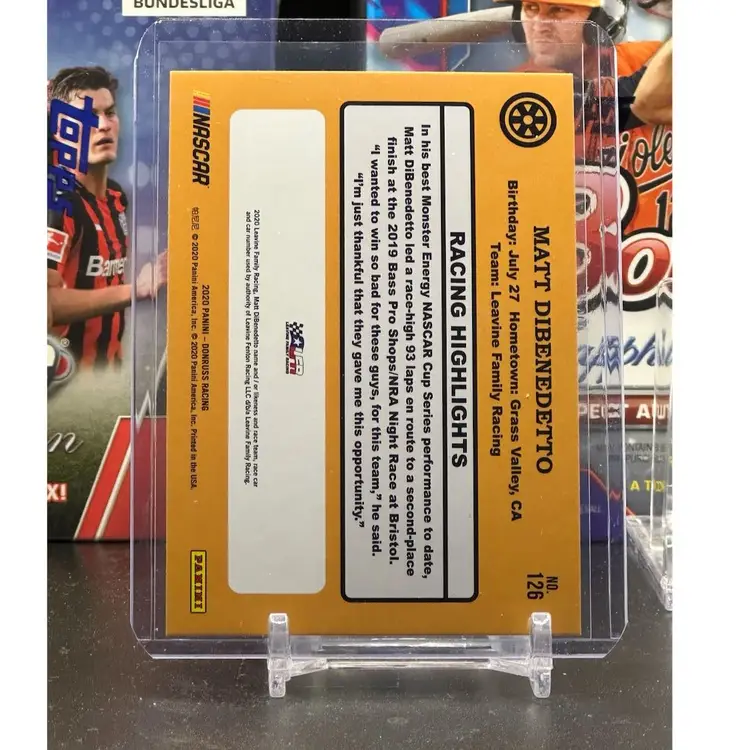 BUNDESLIGA
topps
NO.
126
MATT DIBENEDETTO
Birthday: July 27 Hometown: Grass Valley, CA
Team: Leavine Family Racing
RACING HIGHLIGHTS
In his best Monster Energy NASCAR Cup Series performance to date,
Matt DiBenedetto led a race-high 93 laps en route to a second-place
finish at the 2019 Bass Pro Shops/NRA Night Race at Bristol.
“I wanted to win so bad for these guys, for this team,” he said.
“I’m just thankful that they gave me this opportunity.”
LFR
2020 Leavine Family Racing, Matt DiBenedetto name and / or likeness and race team, race car
and car number used by authority of Leavine Fenton Racing LLC d/b/a Leavine Family Racing.
2020 PANINI – DONRUSS RACING
© 2020 Panini America, Inc. © 2020 Panini America, Inc. Printed in the USA.
NASCAR
PANINI
X!